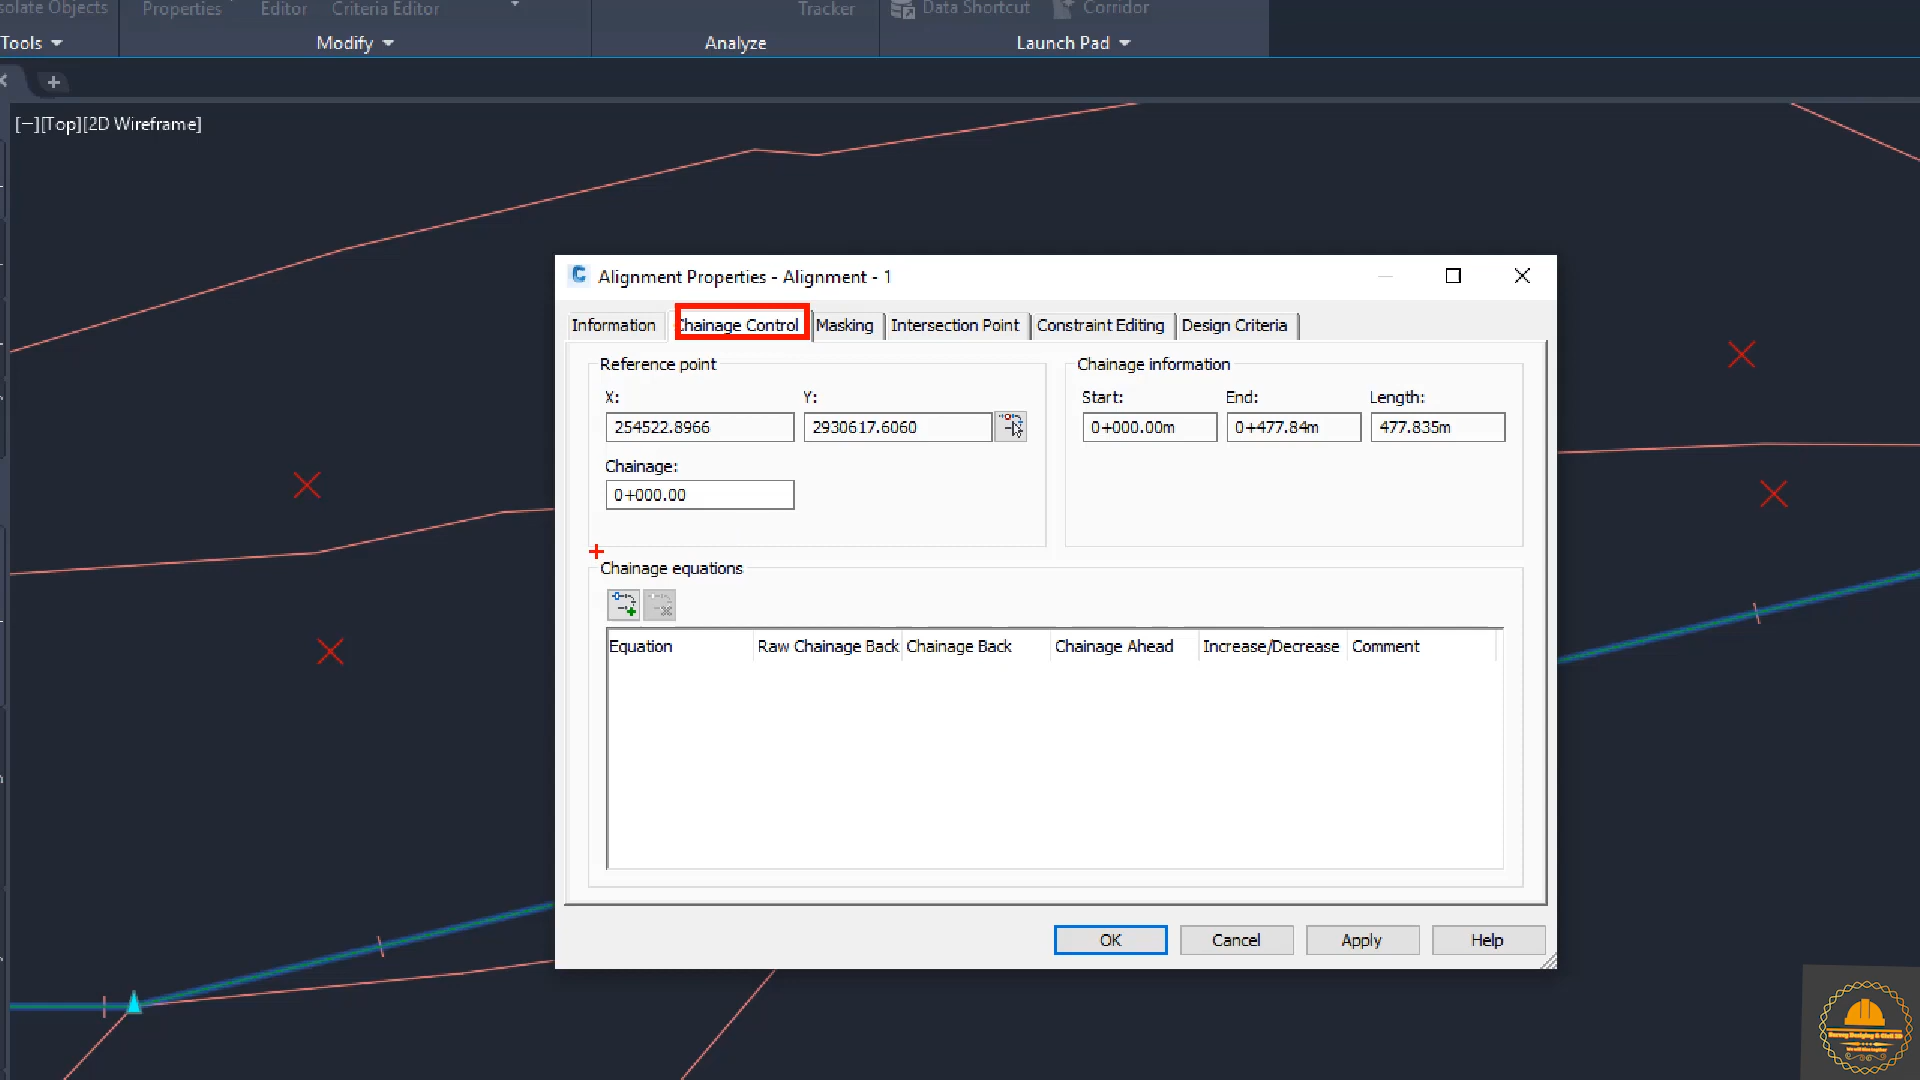 solate Objects
Properties
Editor
Criteria Editor
Tracker
Data Shortcut
Corridor
Tools
Modify
Analyze
Launch Pad
[−][Top][2D Wireframe]
Alignment Properties - Alignment - 1
Information
Chainage Control
Masking
Intersection Point
Constraint Editing
Design Criteria
Reference point
Chainage information
X:
Y:
Start:
End:
Length:
254522.8966
2930617.6060
0+000.00m
0+477.84m
477.835m
Chainage:
0+000.00
Chainage equations
Equation
Raw Chainage Back
Chainage Back
Chainage Ahead
Increase/Decrease
Comment
OK
Cancel
Apply
Help